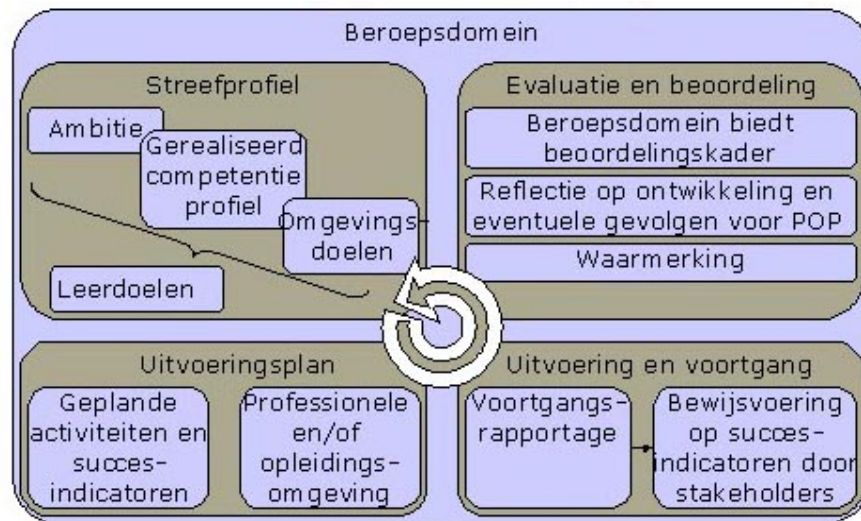 Beroepsdomein
Streefprofiel
Ambitie
Gerealiseerd
competentie
profiel
Omgevings-
doelen
Leerdoelen
Evaluatie en beoordeling
Beroepsdomein biedt
beoordelingskader
Reflectie op ontwikkeling en
eventuele gevolgen voor POP
Waarmerking
Uitvoeringsplan
Geplande
activiteiten en
succes-
indicatoren
Professionele
en/of
opleidings-
omgeving
Uitvoering en voortgang
Voortgangs-
rapportage
Bewijsvoering
op succes-
indicatoren door
stakeholders